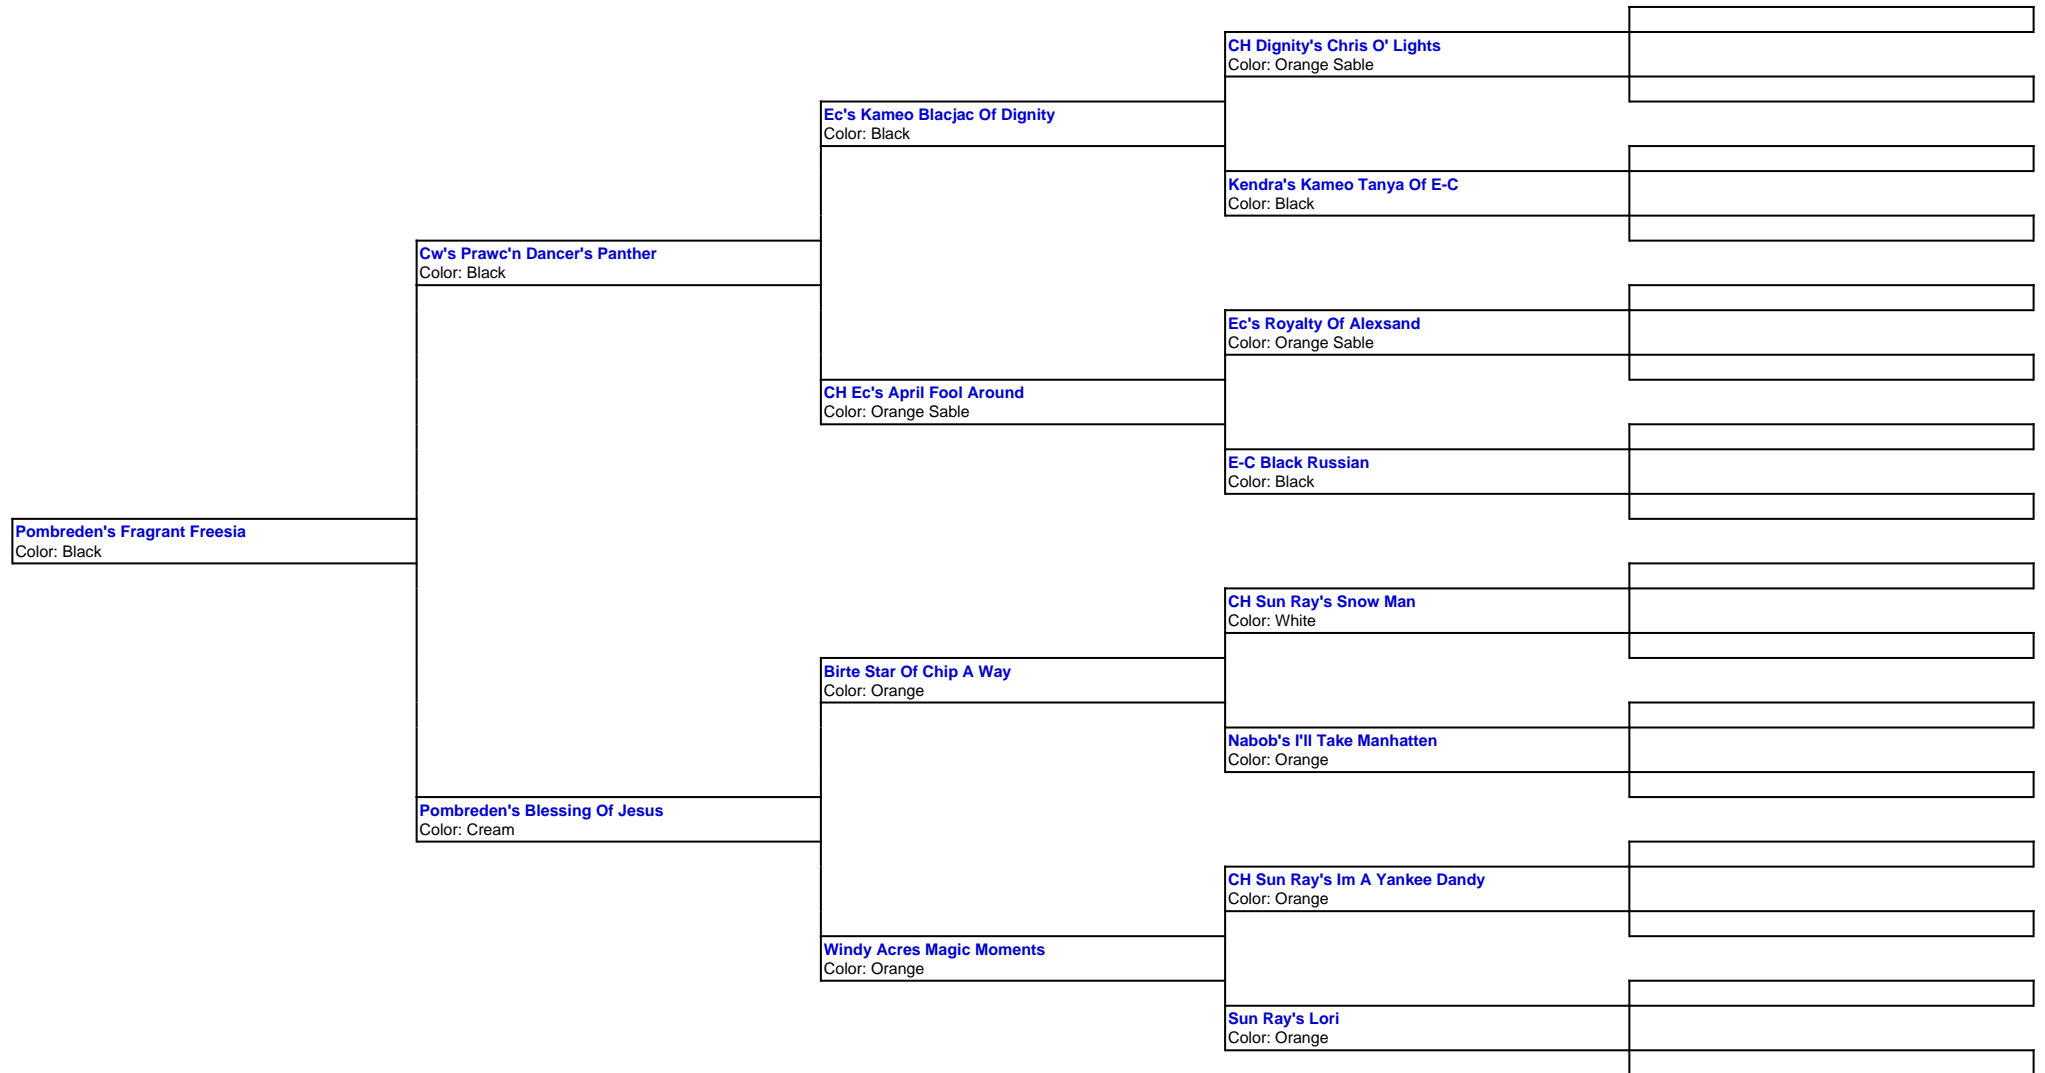 CH Dignity's Chris O' Lights
Color: Orange Sable
Ec's Kameo Blacjac Of Dignity
Color: Black
Kendra's Kameo Tanya Of E-C
Color: Black
Cw's Prawc'n Dancer's Panther
Color: Black
Ec's Royalty Of Alexsand
Color: Orange Sable
CH Ec's April Fool Around
Color: Orange Sable
E-C Black Russian
Color: Black
Pombreden's Fragrant Freesia
Color: Black
CH Sun Ray's Snow Man
Color: White
Birte Star Of Chip A Way
Color: Orange
Nabob's I'll Take Manhatten
Color: Orange
Pombreden's Blessing Of Jesus
Color: Cream
CH Sun Ray's Im A Yankee Dandy
Color: Orange
Windy Acres Magic Moments
Color: Orange
Sun Ray's Lori
Color: Orange